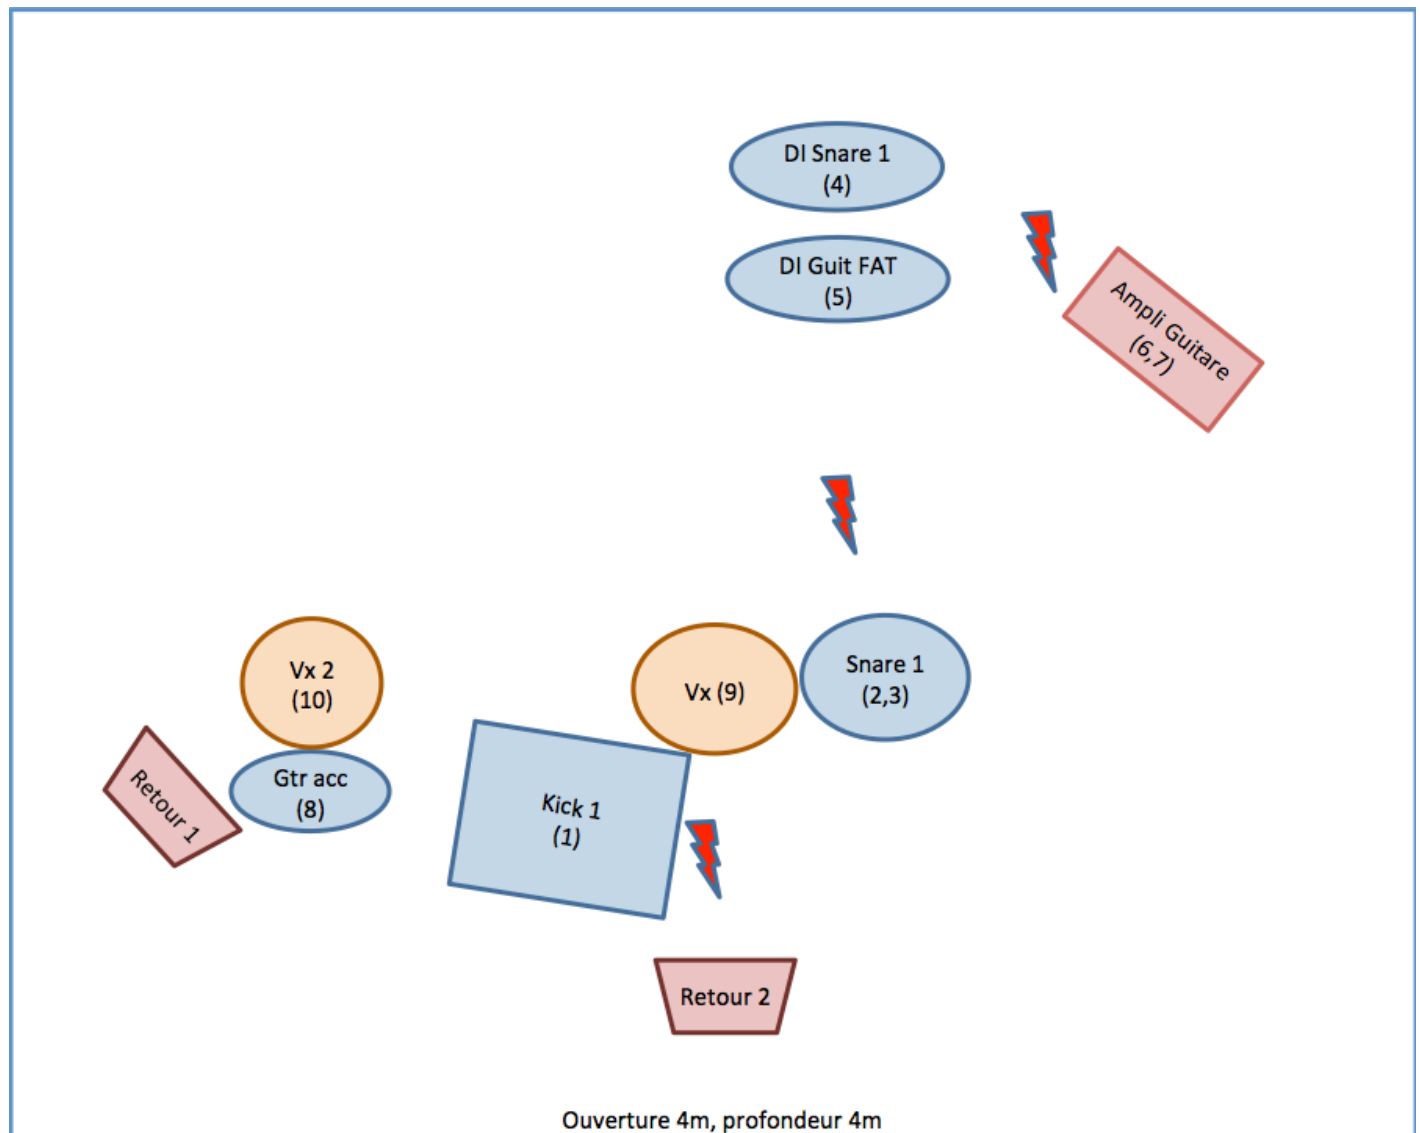 DI Snare 1
(4)
DI Guit FAT
(5)
Ampli Guitare
(6,7)
Vx 2
(10)
Vx (9)
Snare 1
(2,3)
Retour 1
Gtr acc
(8)
Kick 1
(1)
Retour 2
Ouverture 4m, profondeur 4m